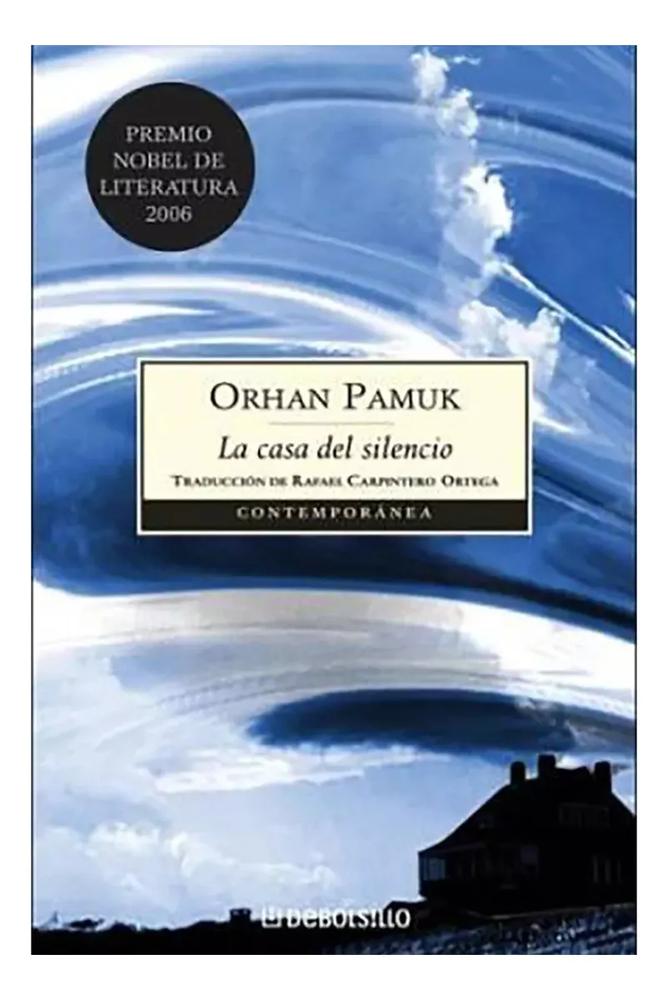 PREMIO
NOBEL DE
LITERATURA
2006
ORHAN PAMUK
La casa del silencio
TRADUCCIÓN DE RAFAEL CARPINTERO ORTEGA
CONTEMPORÁNEA
DEBOLS!LLO